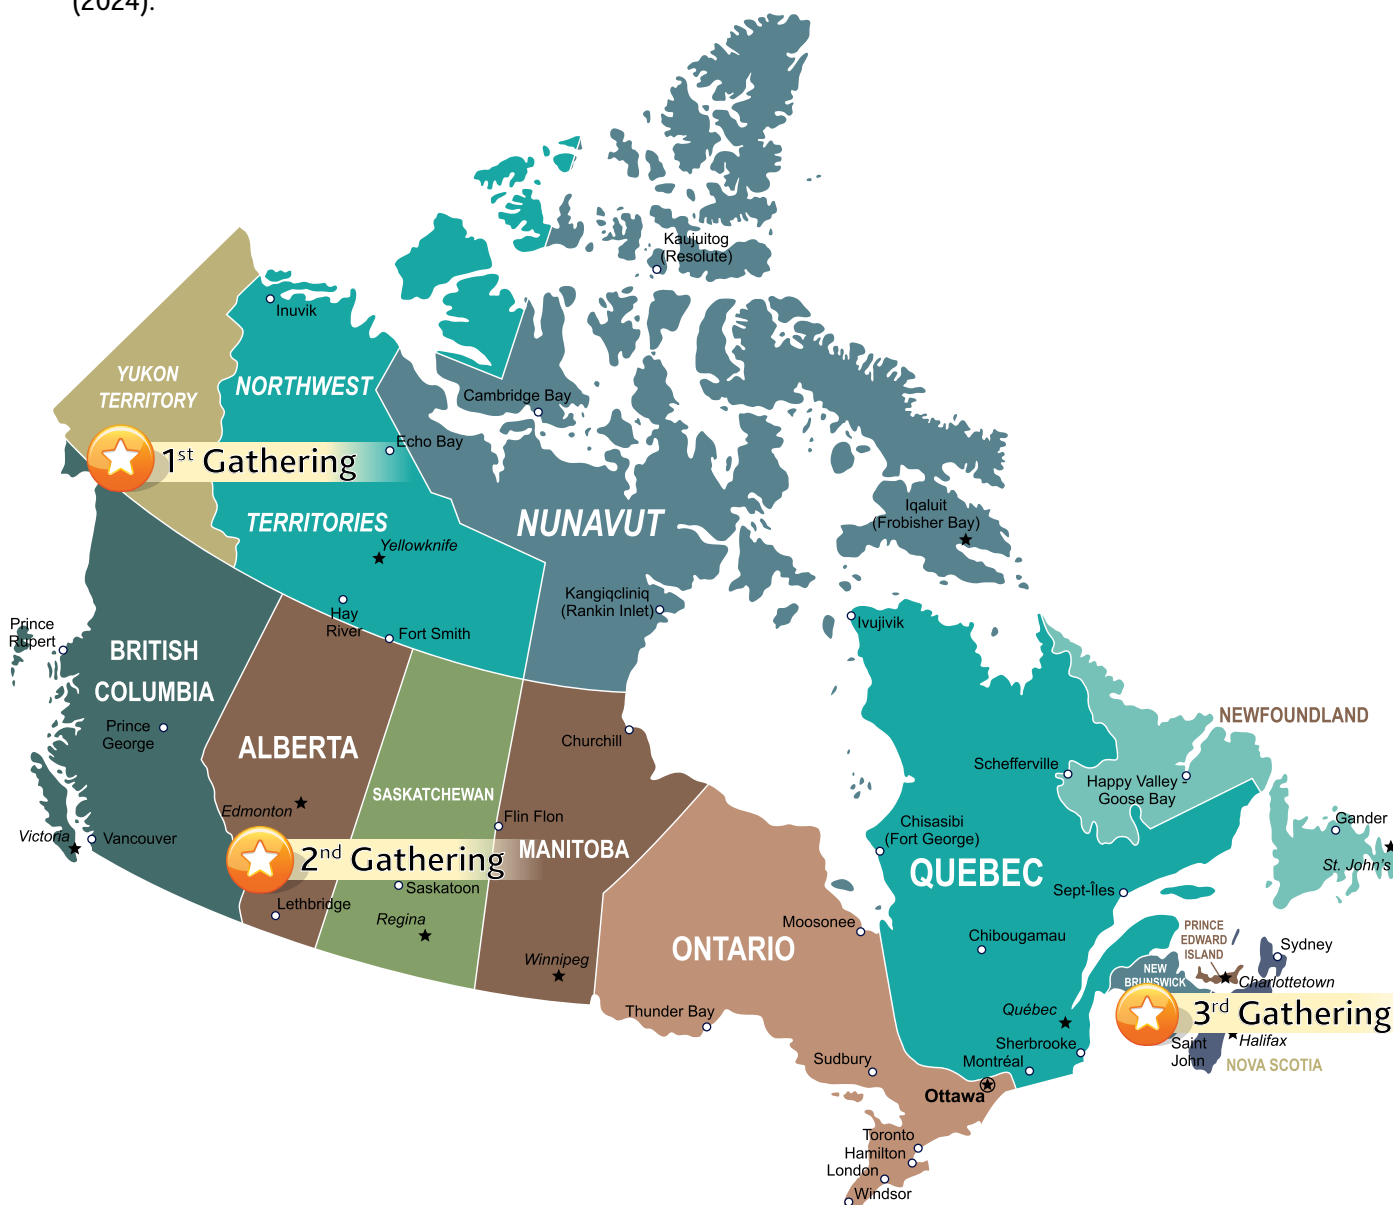 (2024).
Kaujuitog
(Resolute)
Inuvik
YUKON
TERRITORY
NORTHWEST
Cambridge Bay
Echo Bay
1st Gathering
TERRITORIES
NUNAVUT
Iqaluit
(Frobisher Bay)
Yellowknife
Kangiqcliniq
(Rankin Inlet)
Hay
River
Fort Smith
Ivujivik
Prince
Rupert
BRITISH
COLUMBIA
Prince
George
ALBERTA
Churchill
NEWFOUNDLAND
Schefferville
Happy Valley -
Goose Bay
SASKATCHEWAN
Edmonton
Flin Flon
Victoria
Vancouver
2nd Gathering
MANITOBA
Chisasibi
(Fort George)
QUEBEC
Gander
St. John's
Saskatoon
Sept-Îles
Lethbridge
Regina
Moosonee
Chibougamau
ONTARIO
PRINCE
EDWARD
ISLAND
Sydney
Winnipeg
NEW
BRUNSWICK
Charlottetown
Thunder Bay
Québec
3rd Gathering
Sherbrooke
Saint
John
Halifax
Montréal
NOVA SCOTIA
Sudbury
Ottawa
Toronto
Hamilton
London
Windsor